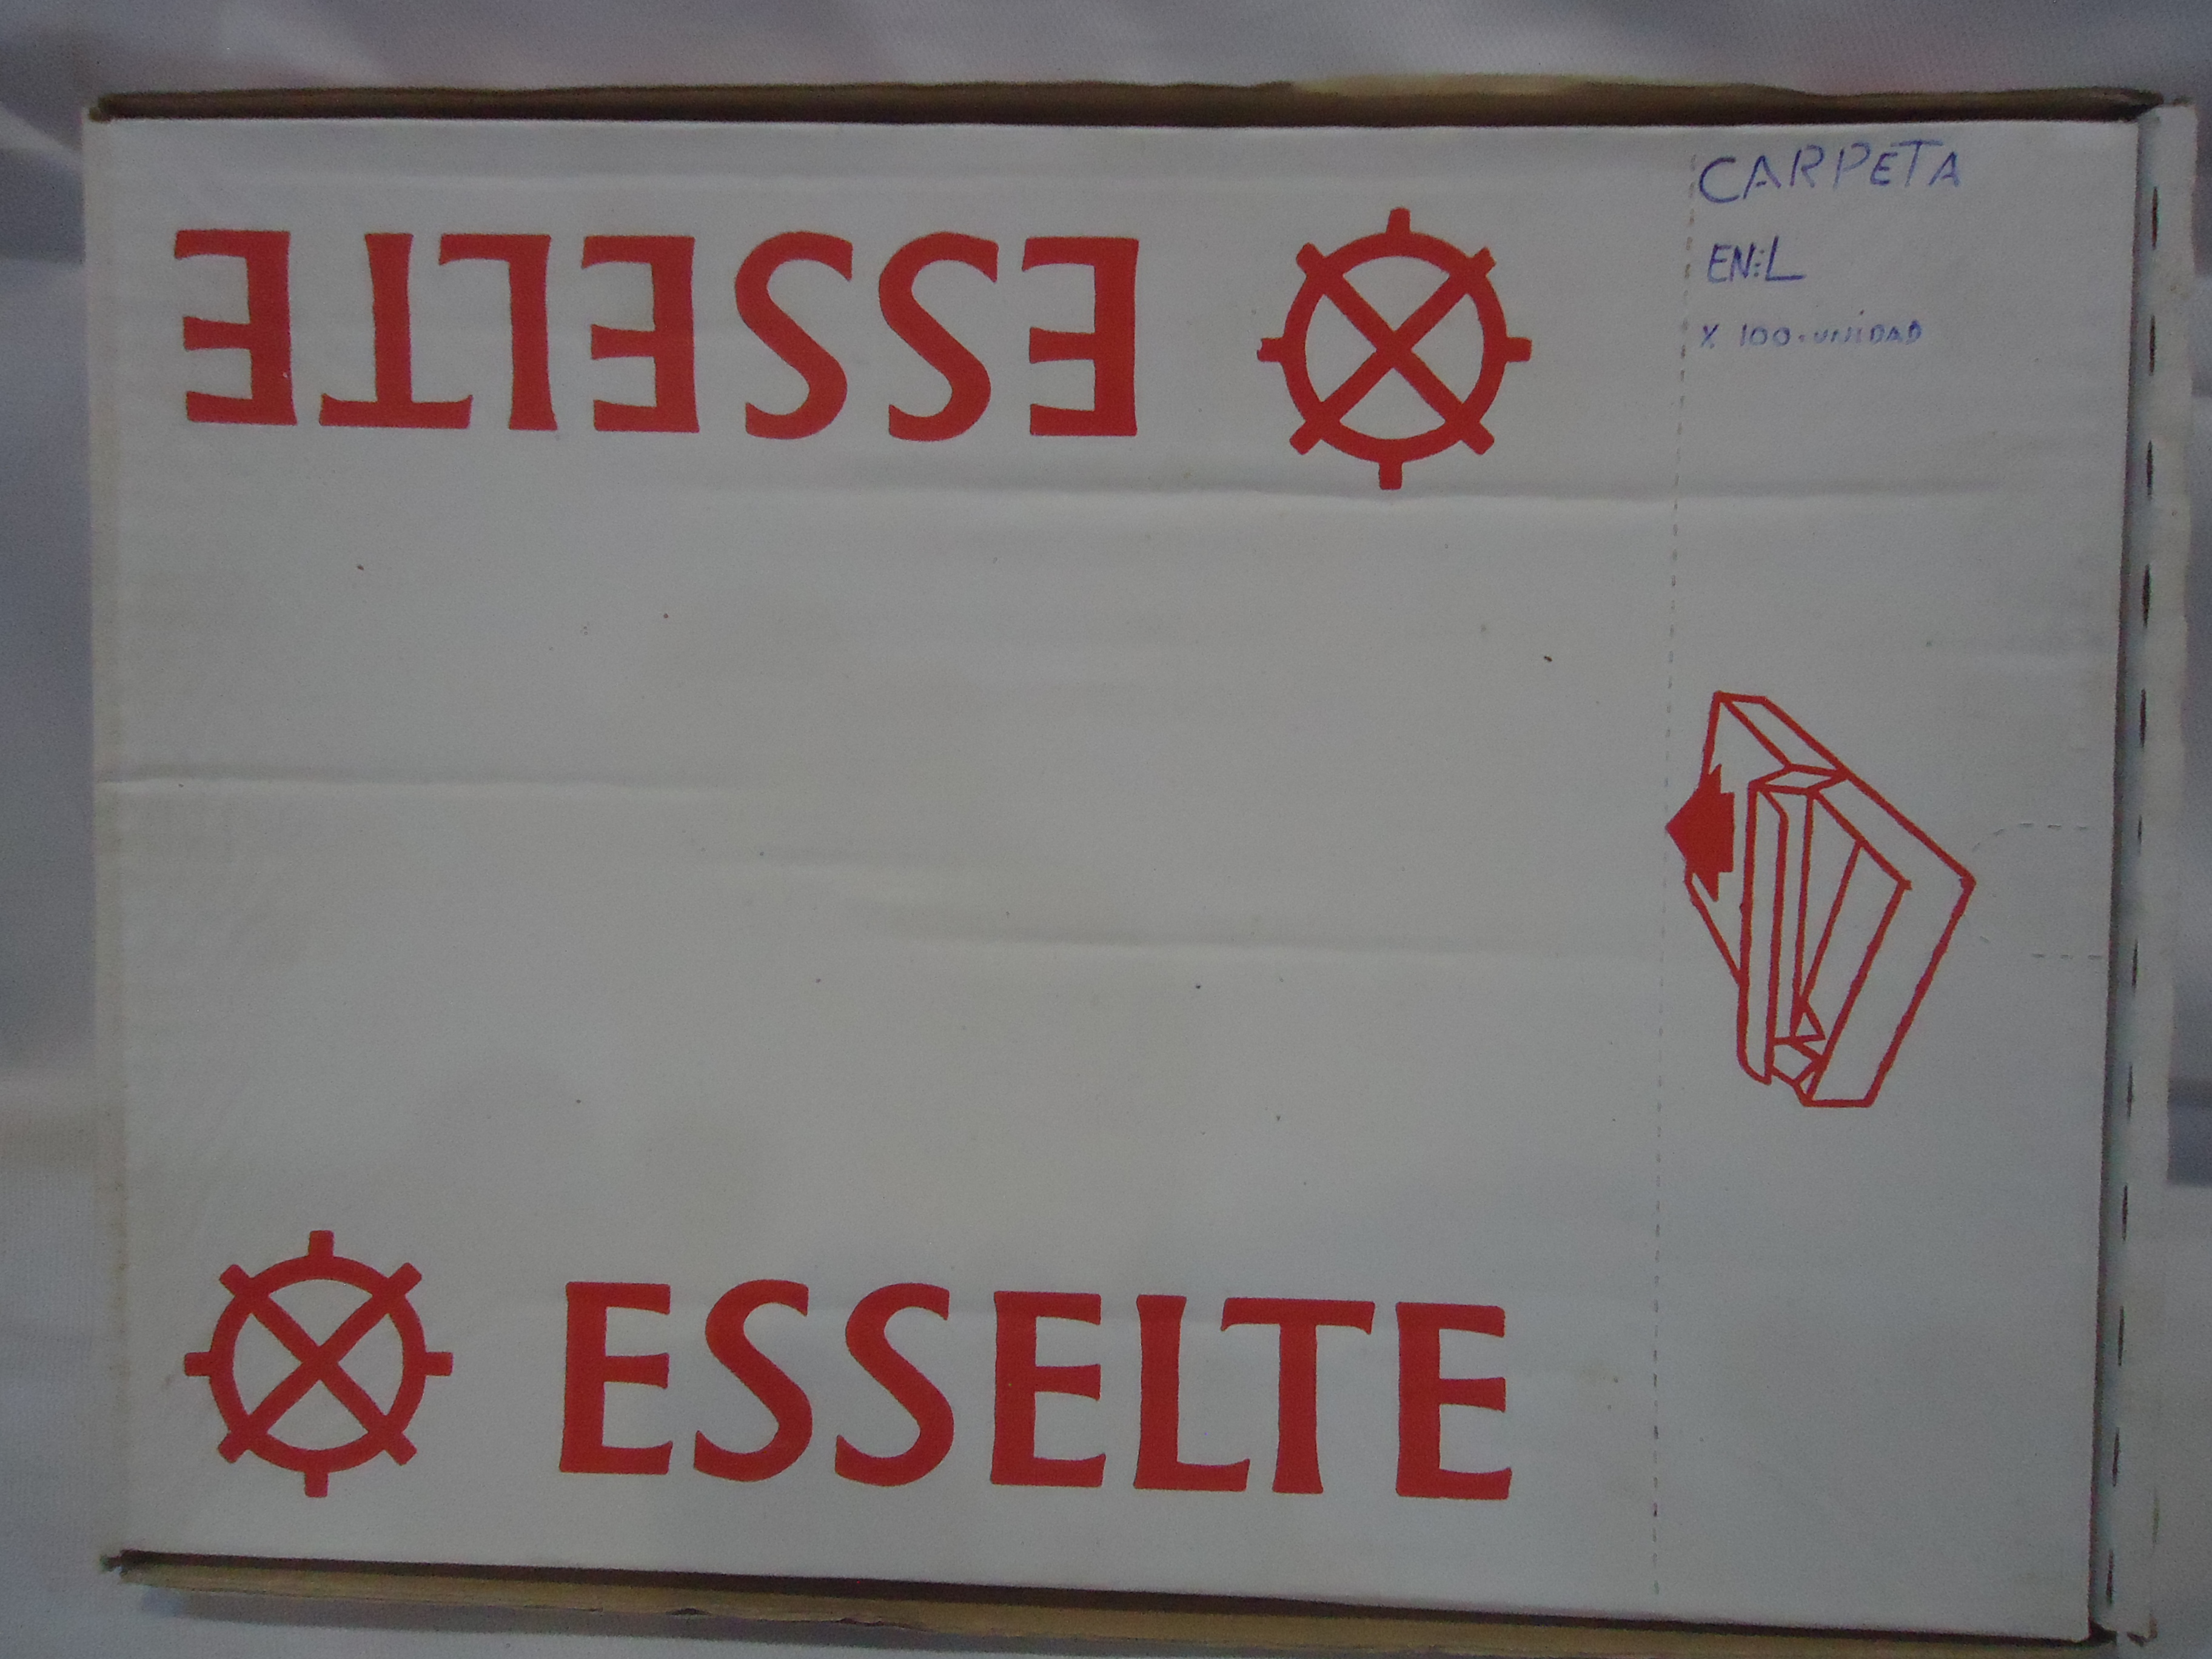 ESSELTE
CARPETA
EN:L
X 100.UNIDAD
ESSELTE